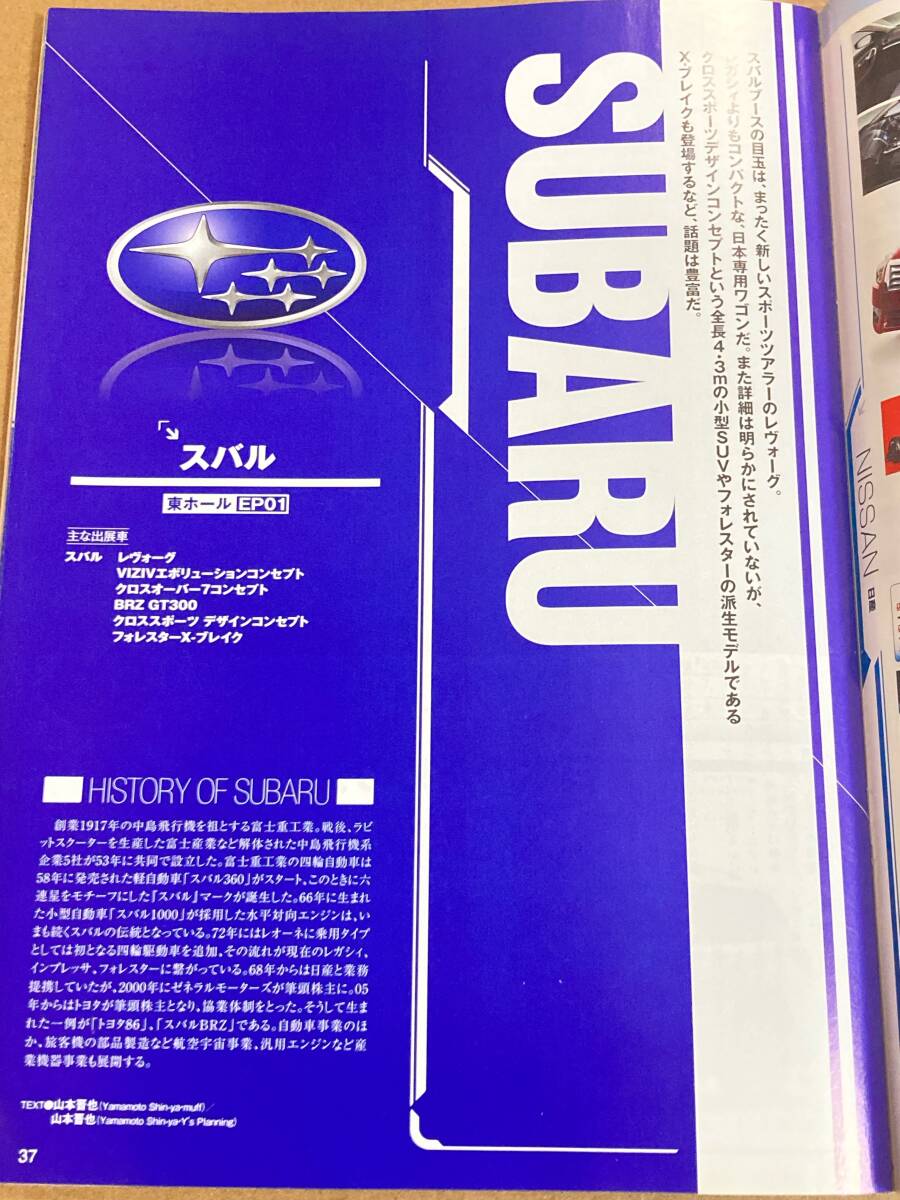 SUBARU
スバルブースの目玉は、まったく新しいスポーツツアラーのレヴォーグ。
レガシィよりもコンパクトな、日本専用ワゴンだ。また詳細は明らかにされていないが、
クロススポーツデザインコンセプトという全長4・3mの小型SUVやフォレスターの派生モデルである
X-ブレイクも登場するなど、話題は豊富だ。
スバル
東ホール EP01
主な出展車
スバル レヴォーグ
VIZIVエボリューションコンセプト
クロスオーバー7コンセプト
BRZ GT300
クロススポーツ デザインコンセプト
フォレスターX-ブレイク
HISTORY OF SUBARU
創業1917年の中島飛行機を祖とする富士重工業。戦後、ラビ
ットスクーターを生産した富士産業など解体された中島飛行機系
企業5社が53年に共同で設立した。富士重工業の四輪自動車は
58年に発売された軽自動車「スバル360」がスタート、このときに六
連星をモチーフにした『スバル』マークが誕生した。66年に生まれ
た小型自動車「スバル1000」が採用した水平対向エンジンは、い
まも続くスバルの伝統となっている。72年にはレオーネに乗用タイプ
としては初となる四輪駆動車を追加、その流れが現在のレガシィ、
インプレッサ、フォレスターに繋がっている。68年からは日産と業務
提携していたが、2000年にゼネラルモーターズが筆頭株主に。05
年からはトヨタが筆頭株主となり、協業体制をとった。そうして生ま
れた一例が「トヨタ86」、「スバルBRZ」である。自動車事業のほ
か、旅客機の部品製造など航空宇宙事業、汎用エンジンなど産
業機器事業も展開する。
TEXT●山本晋也(Yamamoto Shin-ya-muff)/
山本晋也(Yamamoto Shin-ya-Y's Planning)
37
NISSAN 日産